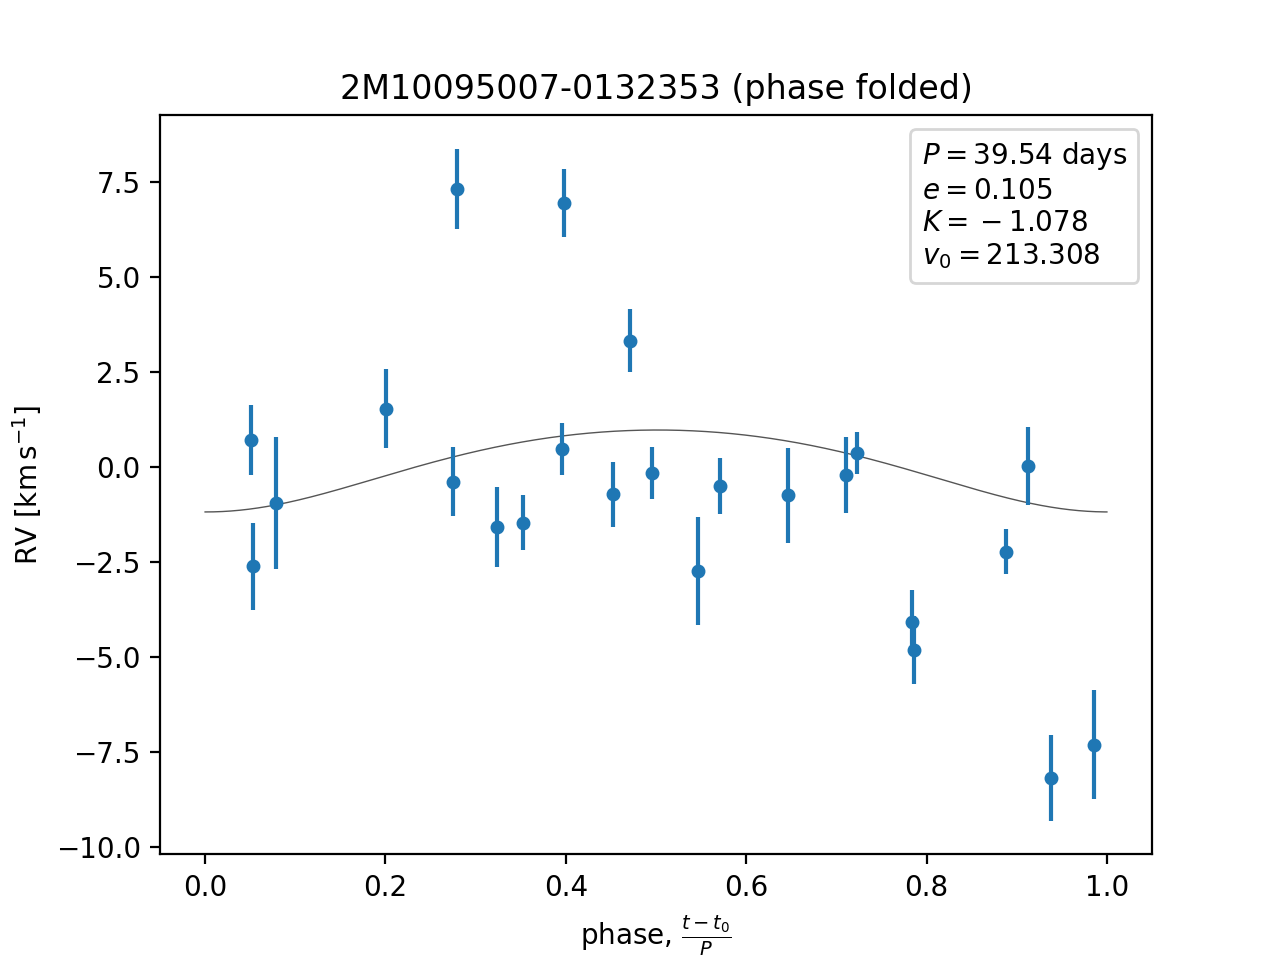 2M10095007-0132353 (phase folded)
P = 39.54 days
e = 0.105
K = −1.078
v₀ = 213.308
RV [km s⁻¹]
7.5
5.0
2.5
0.0
−2.5
−5.0
−7.5
−10.0
0.0 0.2 0.4 0.6 0.8 1.0
phase, (t − t₀)/P